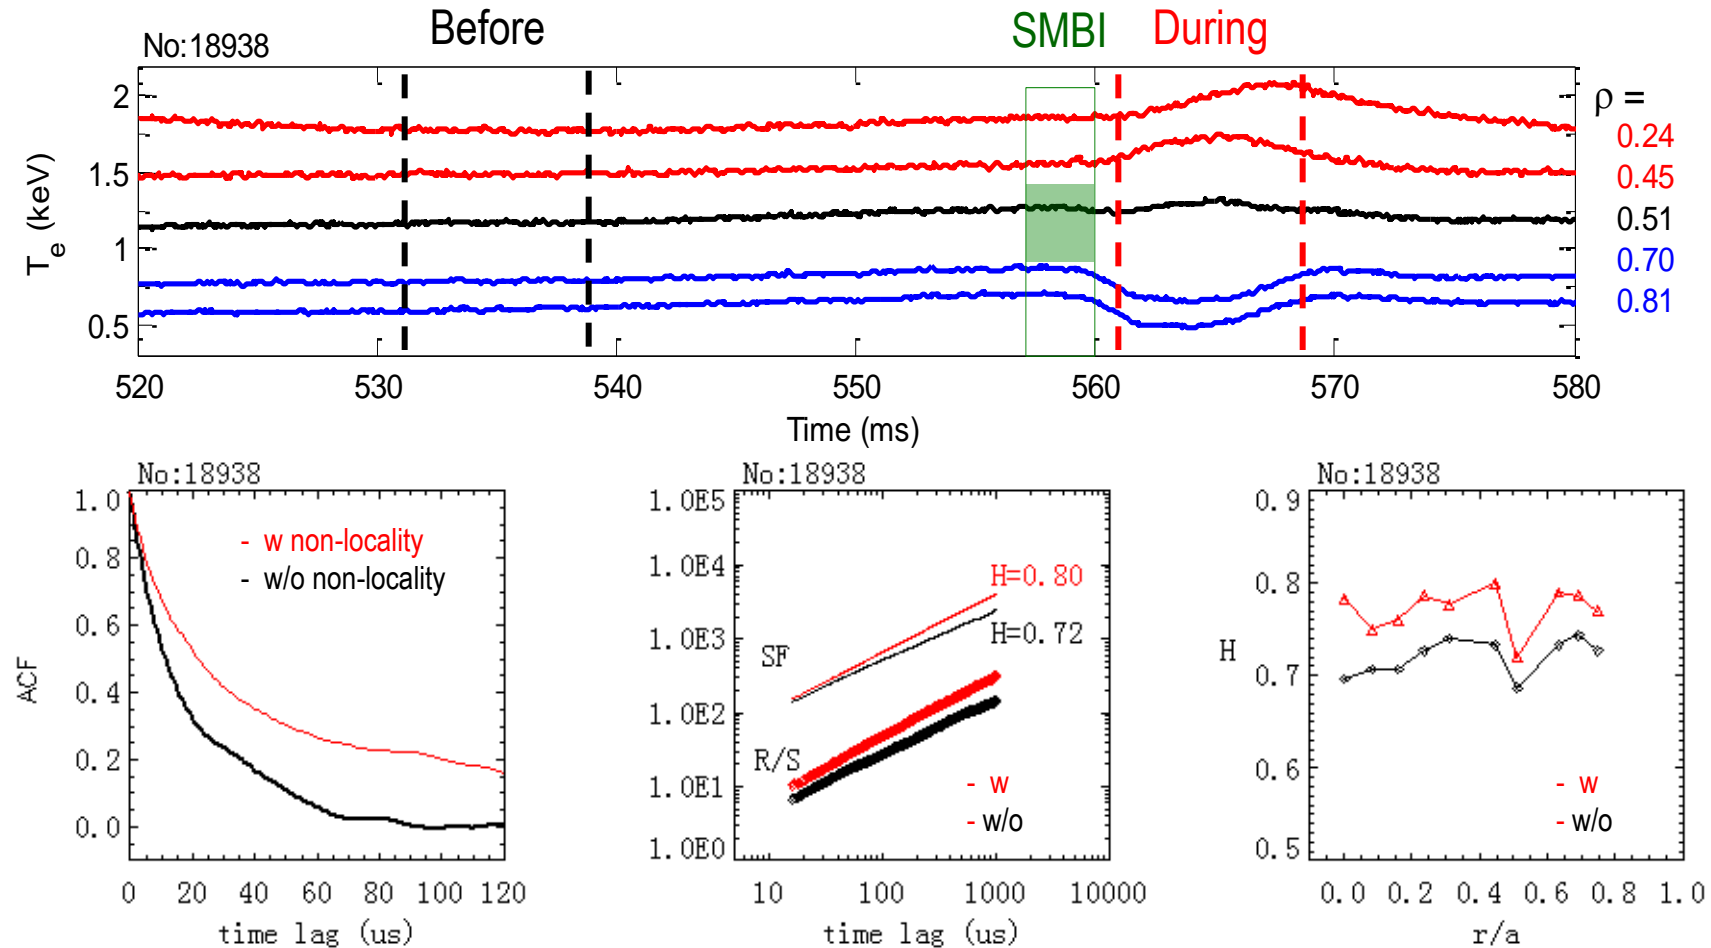 Before
SMBI
During
No:18938
ρ =
2
1.5
1
0.5
T_e (keV)
0.24
0.45
0.51
0.70
0.81
520
530
540
550
560
570
580
Time (ms)
No:18938
1.0
0.8
0.6
0.4
0.2
0.0
ACF
- w non-locality
- w/o non-locality
0
20
40
60
80
100
120
time lag (us)
No:18938
1.0E5
1.0E4
1.0E3
1.0E2
1.0E1
1.0E0
H=0.80
H=0.72
SF
R/S
- w
- w/o
10
100
1000
10000
time lag (us)
No:18938
0.9
0.8
0.7
0.6
0.5
H
- w
- w/o
0.0
0.2
0.4
0.6
0.8
1.0
r/a